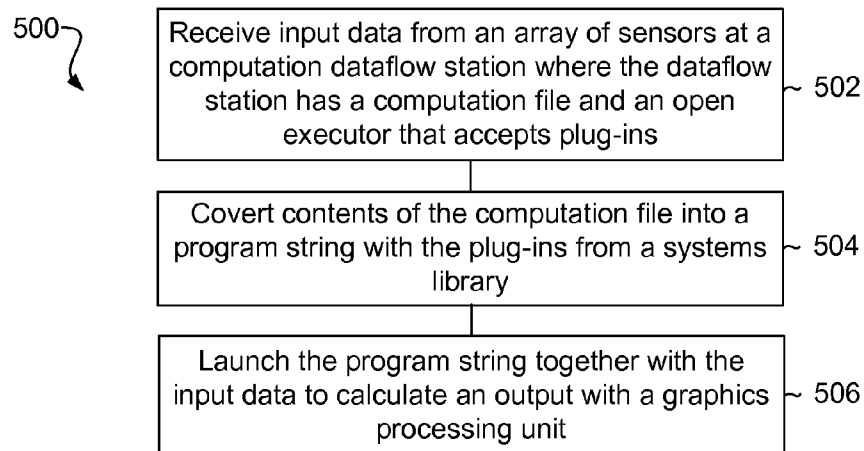 500
Receive input data from an array of sensors at a
computation dataflow station where the dataflow
station has a computation file and an open
executor that accepts plug-ins
502
Covert contents of the computation file into a
program string with the plug-ins from a systems
library
504
Launch the program string together with the
input data to calculate an output with a graphics
processing unit
506